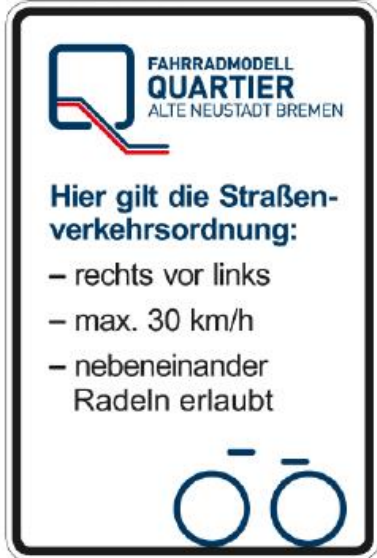 FAHRRADMODELL
QUARTIER
ALTE NEUSTADT BREMEN
Hier gilt die Straßen-
verkehrsordnung:
– rechts vor links
– max. 30 km/h
– nebeneinander
Radeln erlaubt